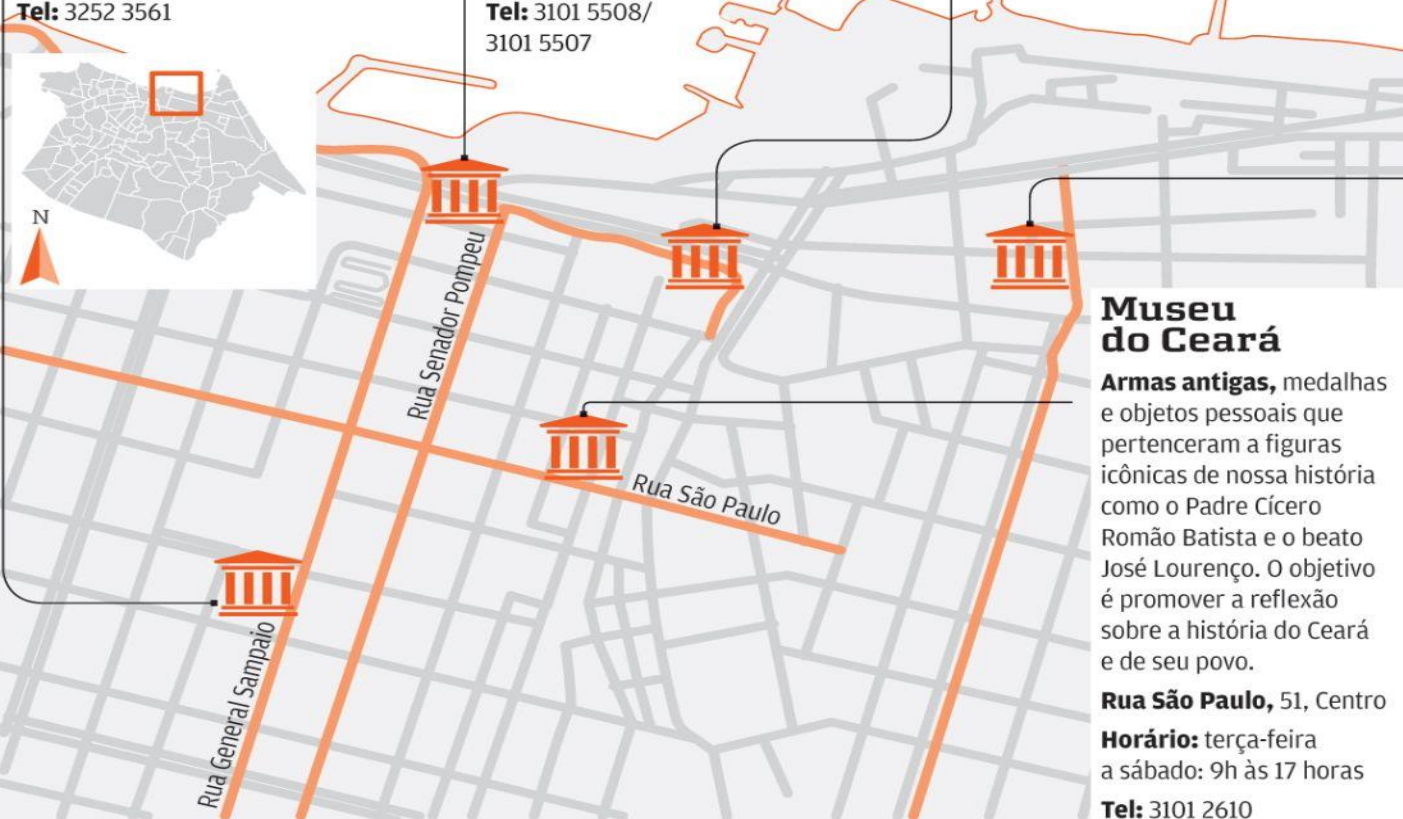 Tel: 3252 3561
Tel: 3101 5508/
3101 5507
N
Rua Senador Pompeu
Rua São Paulo
Rua General Sampaio
Museu
do Ceará
Armas antigas, medalhas
e objetos pessoais que
pertenceram a figuras
icônicas de nossa história
como o Padre Cícero
Romão Batista e o beato
José Lourenço. O objetivo
é promover a reflexão
sobre a história do Ceará
e de seu povo.
Rua São Paulo, 51, Centro
Horário: terça-feira
a sábado: 9h às 17 horas
Tel: 3101 2610